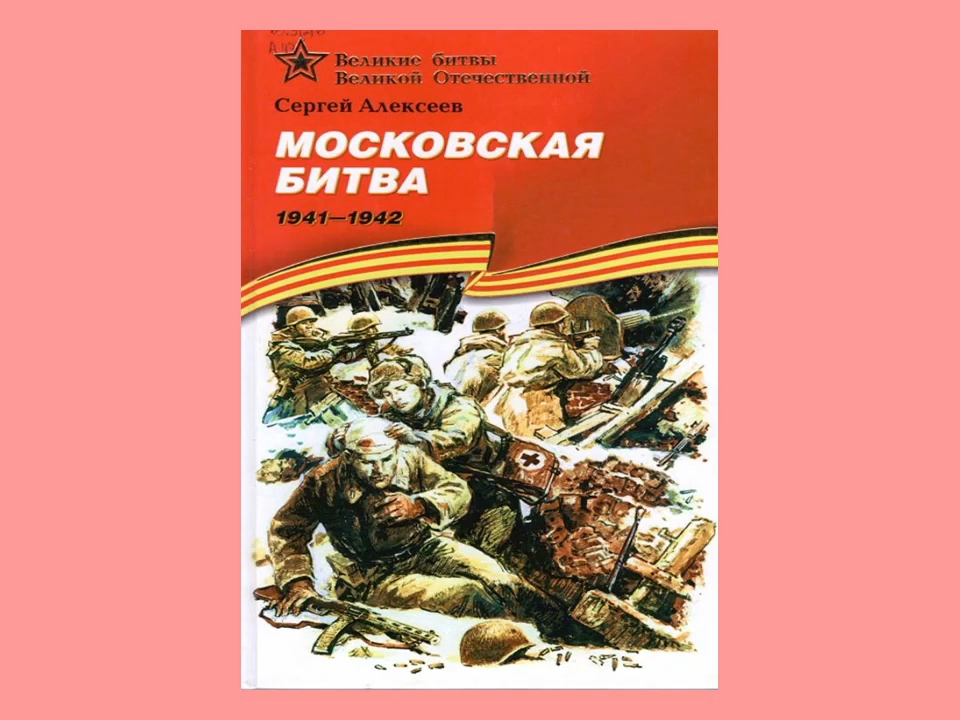 Великие битвы
Великой Отечественной
Сергей Алексеев
МОСКОВСКАЯ
БИТВА
1941—1942